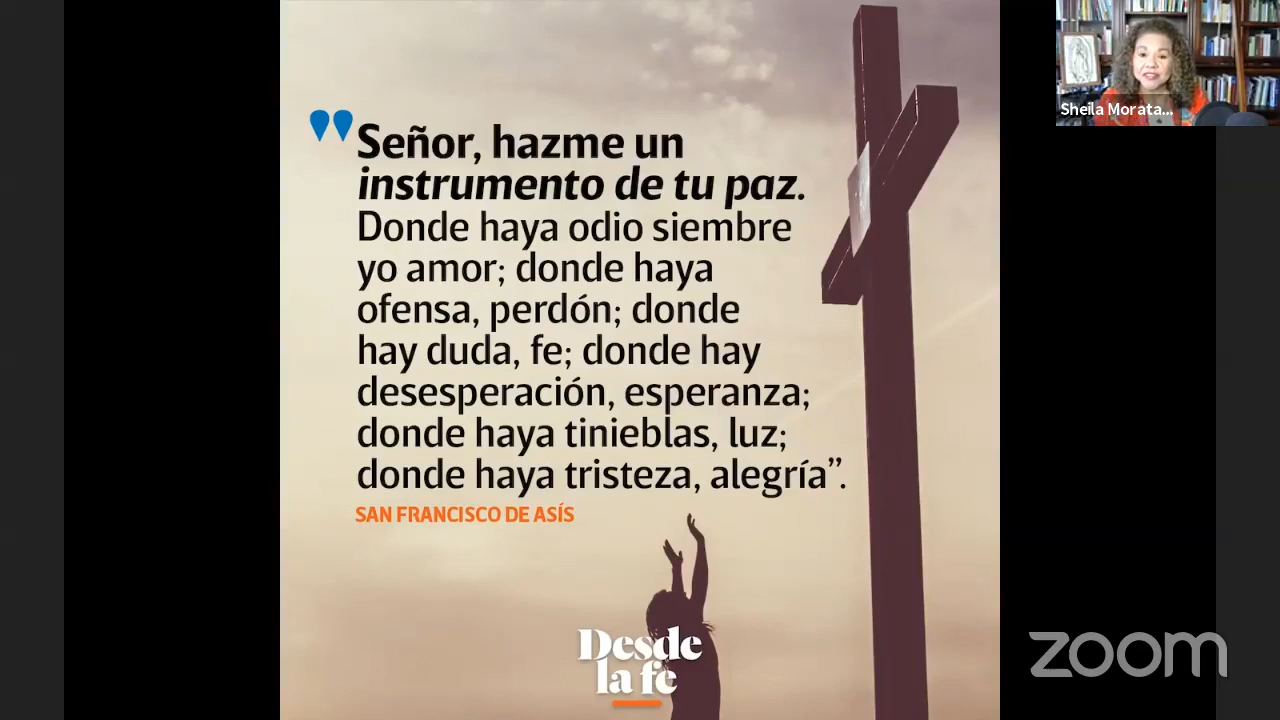 Señor, hazme un
instrumento de tu paz.
Donde haya odio siembre
yo amor; donde haya
ofensa, perdón; donde
hay duda, fe; donde hay
desesperación, esperanza;
donde haya tinieblas, luz;
donde haya tristeza, alegría”.
SAN FRANCISCO DE ASÍS
Desde
la fe
Sheila Morata...
zoom